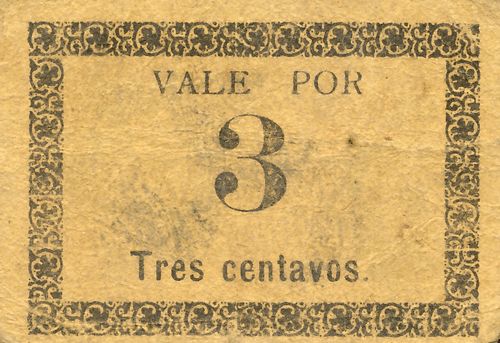 VALE POR
3
Tres centavos.